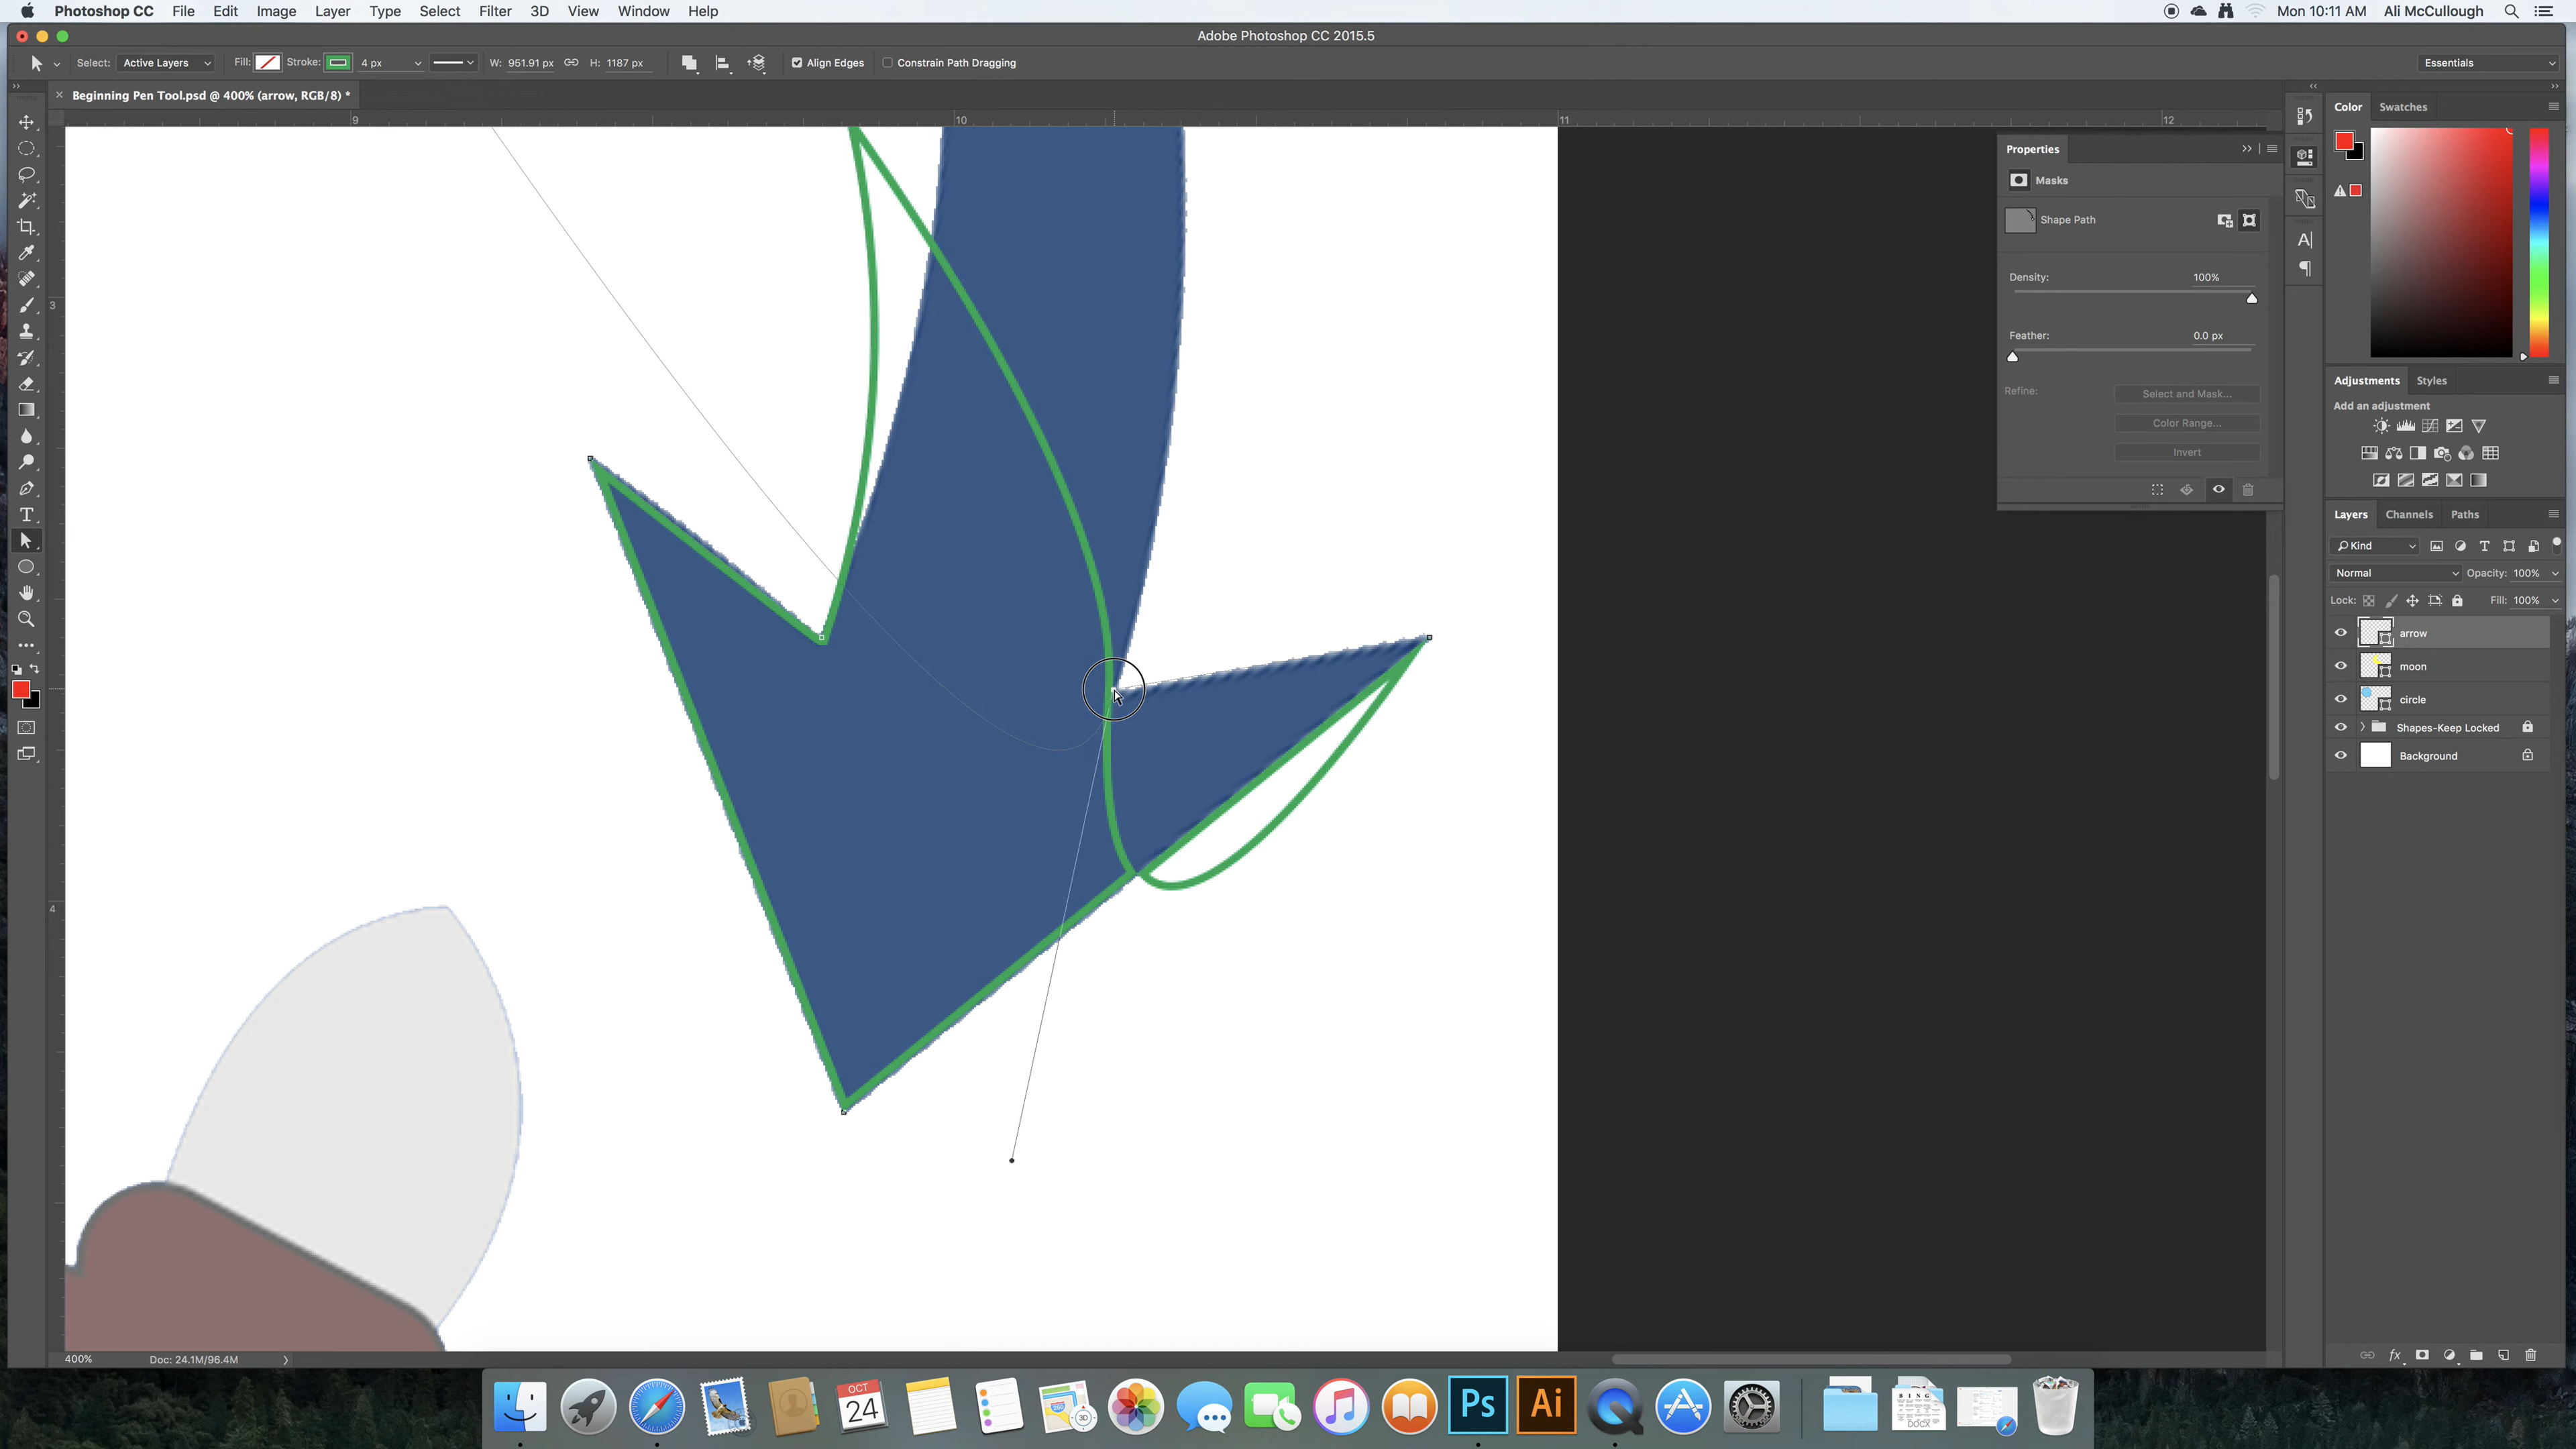 Photoshop CC File Edit Image Layer Type Select Filter 3D View Window Help Mon 10:11 AM Ali McCullough
Adobe Photoshop CC 2015.5
Select: Active Layers Fill: Stroke: 4 px W: 951.91 px H: 1187 px Align Edges Constrain Path Dragging Essentials
× Beginning Pen Tool.psd @ 400% (arrow, RGB/8) *
9 10 11 12
3
4
Properties
Masks
Shape Path
Density: 100%
Feather: 0.0 px
Refine: Select and Mask...
Color Range...
Invert
Color Swatches
Adjustments Styles
Add an adjustment
Layers Channels Paths
Kind
Normal Opacity: 100%
Lock: Fill: 100%
arrow
moon
circle
Shapes-Keep Locked
Background
400% Doc: 24.1M/96.4M
OCT
24
3D
Ps Ai
BING
DOCX